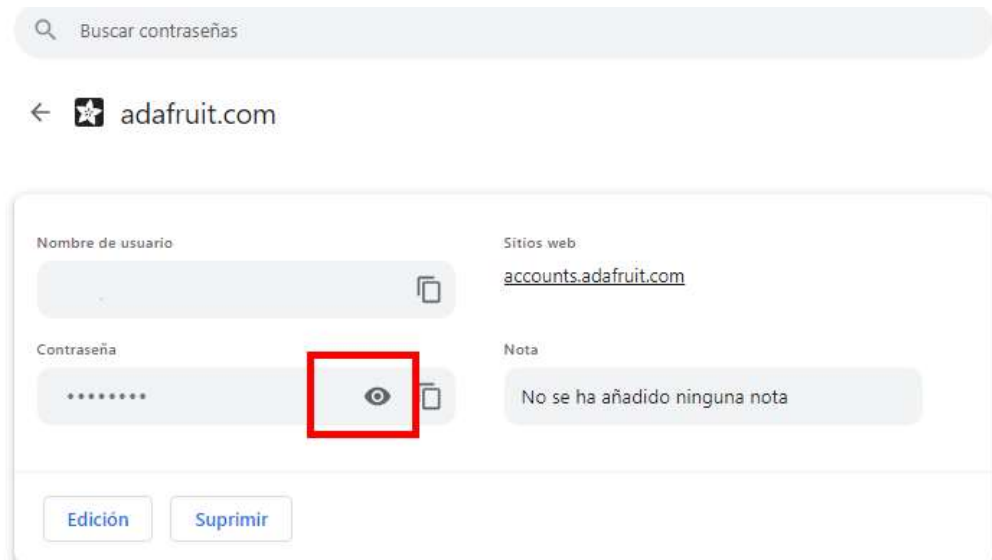 Buscar contraseñas
adafruit.com
Nombre de usuario
Sitios web
accounts.adafruit.com
Contraseña
Nota
••••••••
No se ha añadido ninguna nota
Edición
Suprimir